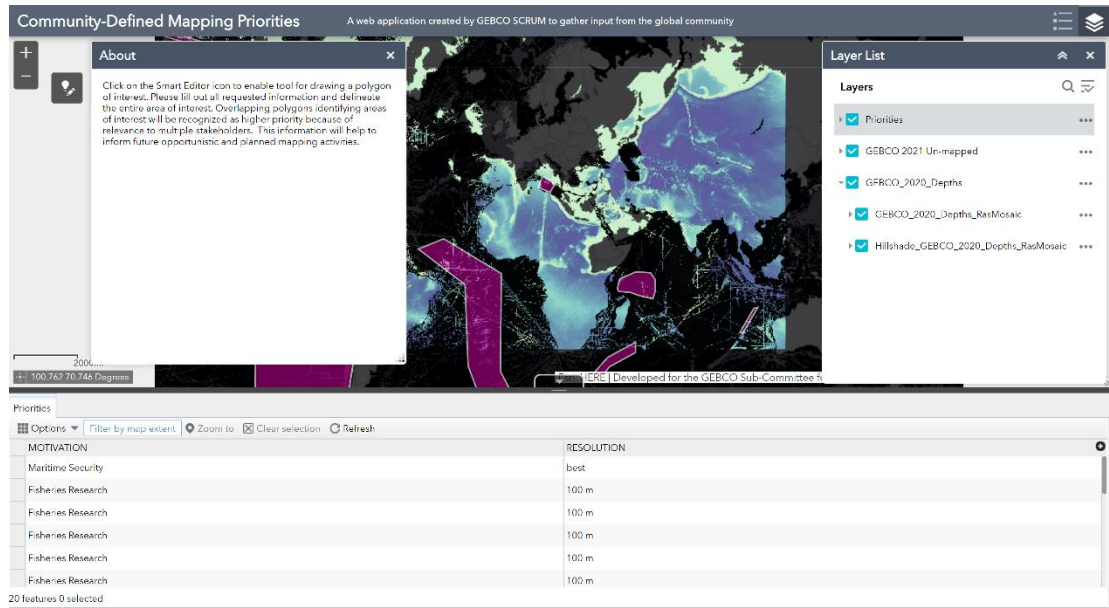 Community-Defined Mapping Priorities
A web application created by GEBCO SCRUM to gather input from the global community
+
−
About
×
Click on the Smart Editor icon to enable tool for drawing a polygon
of interest. Please fill out all requested information and delineate
the entire area of interest. Overlapping polygons identifying areas
of interest will be recognized as higher priority because of
relevance to multiple stakeholders. This information will help to
inform future opportunistic and planned mapping activities.
Layer List
×
Layers
Priorities
GEBCO 2021 Un-mapped
GEBCO_2020_Depths
GEBCO_2020_Depths_RasMosaic
Hillshade_GEBCO_2020_Depths_RasMosaic
100.762 70.746 Degrees
HERE | Developed for the GEBCO Sub-Committee
Priorities
Options Filter by map extent Zoom to Clear selection Refresh
MOTIVATION RESOLUTION
Maritime Security best
Fisheries Research 100 m
Fisheries Research 100 m
Fisheries Research 100 m
Fisheries Research 100 m
Fisheries Research 100 m
20 features 0 selected